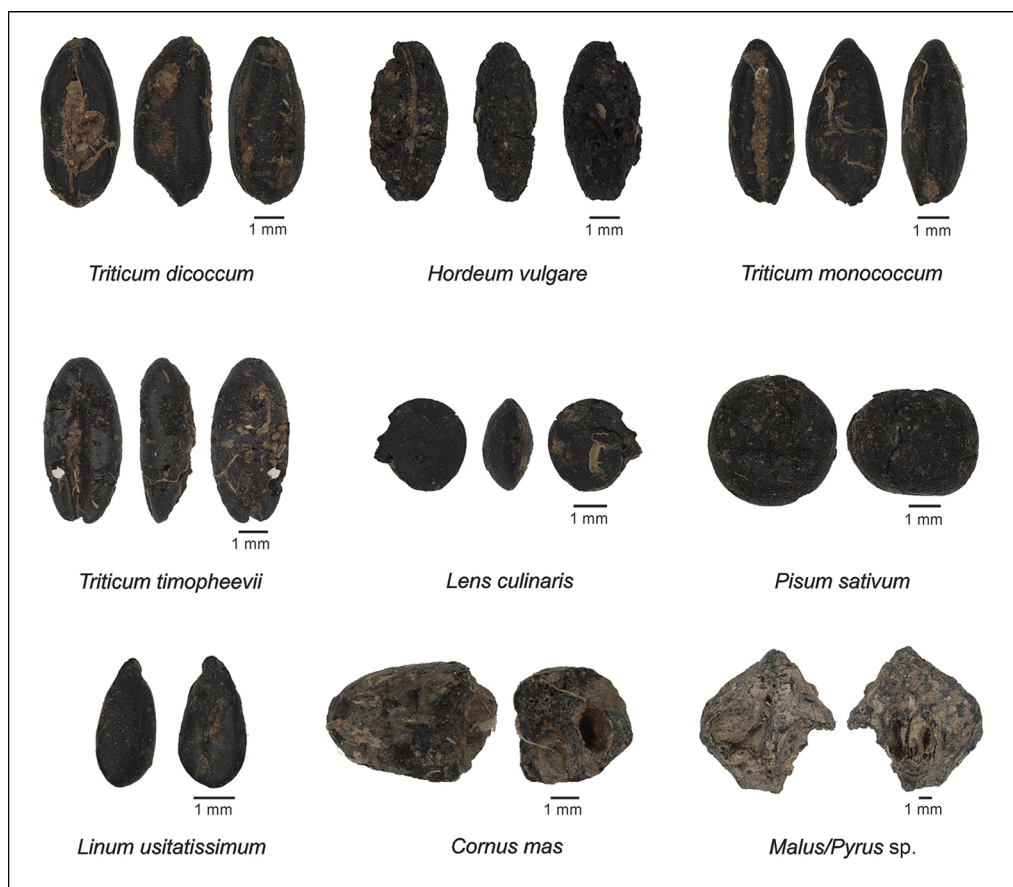 1 mm
1 mm
1 mm
Triticum dicoccum
Hordeum vulgare
Triticum monococcum
1 mm
1 mm
1 mm
Triticum timopheevii
Lens culinaris
Pisum sativum
1 mm
1 mm
1 mm
Linum usitatissimum
Cornus mas
Malus/Pyrus sp.